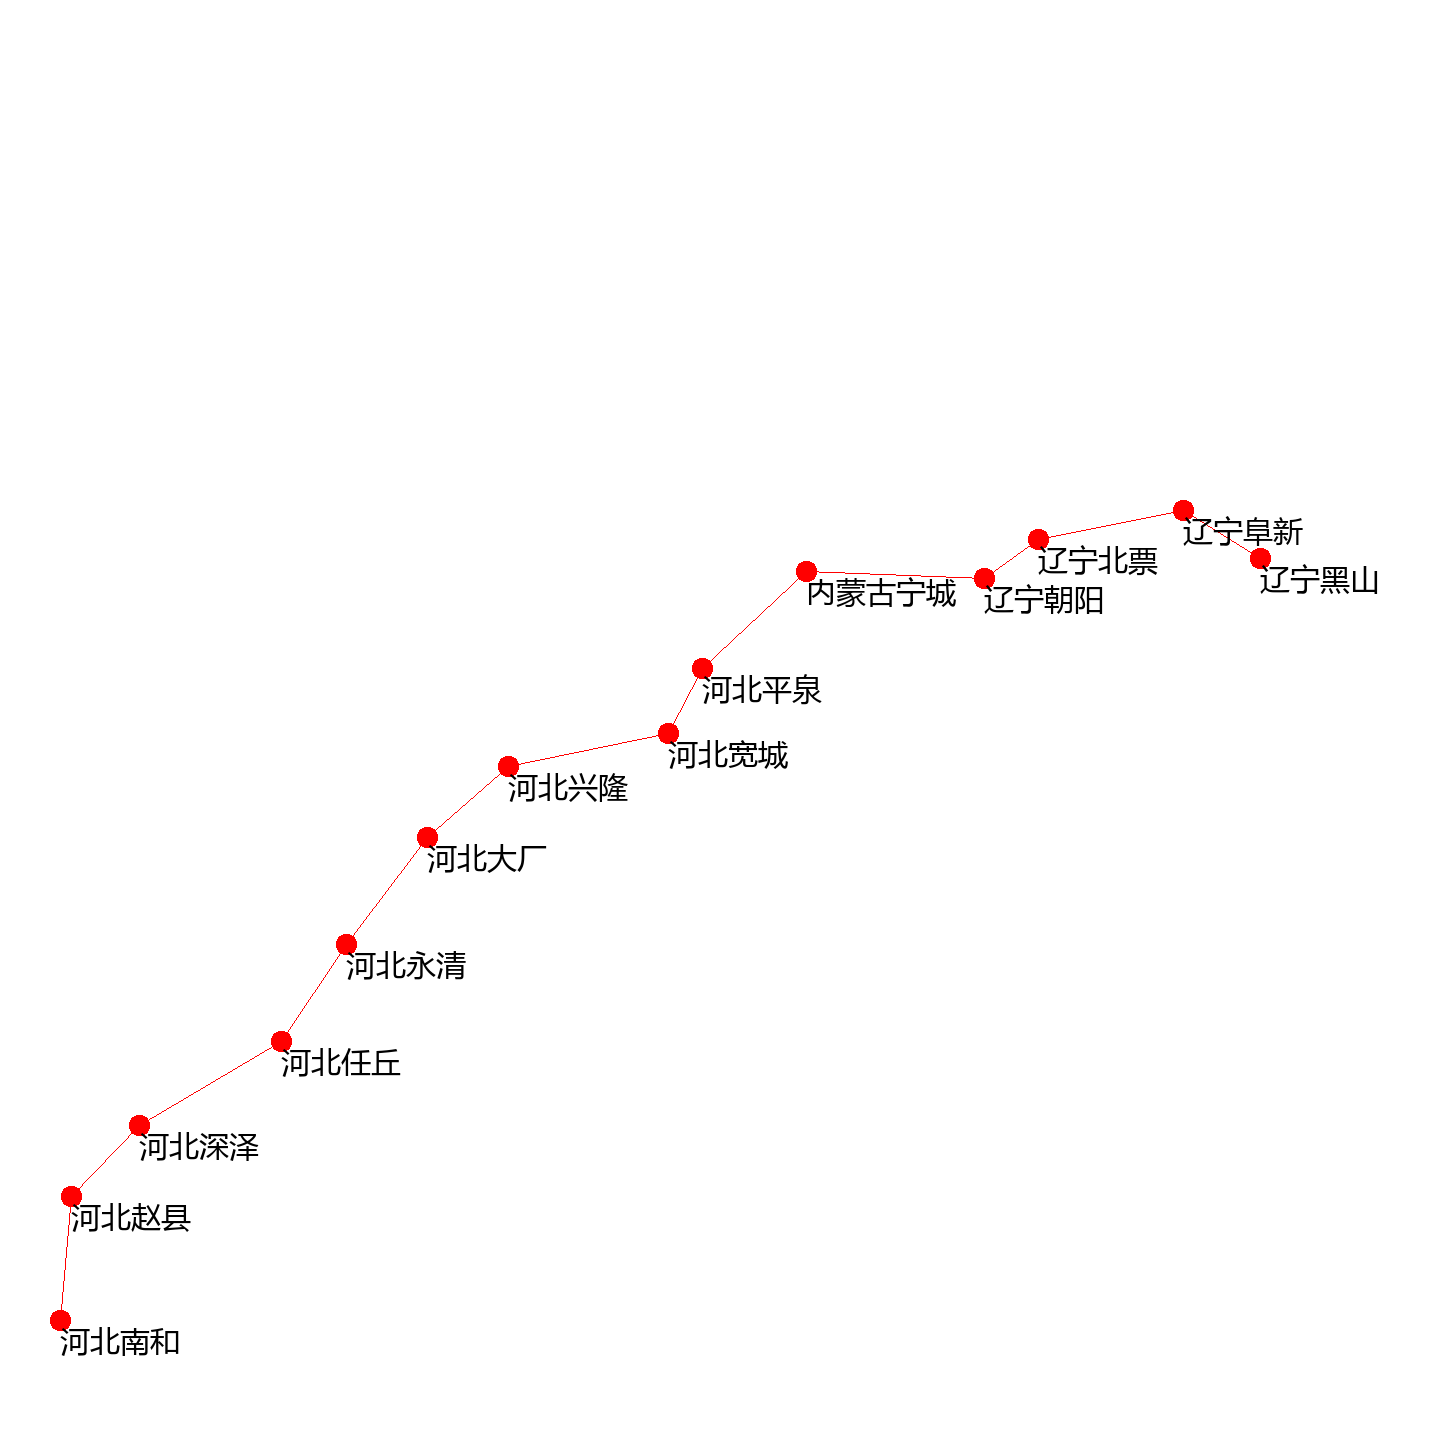 辽宁阜新
辽宁北票
辽宁黑山
内蒙古宁城
辽宁朝阳
河北平泉
河北宽城
河北兴隆
河北大厂
河北永清
河北任丘
河北深泽
河北赵县
河北南和